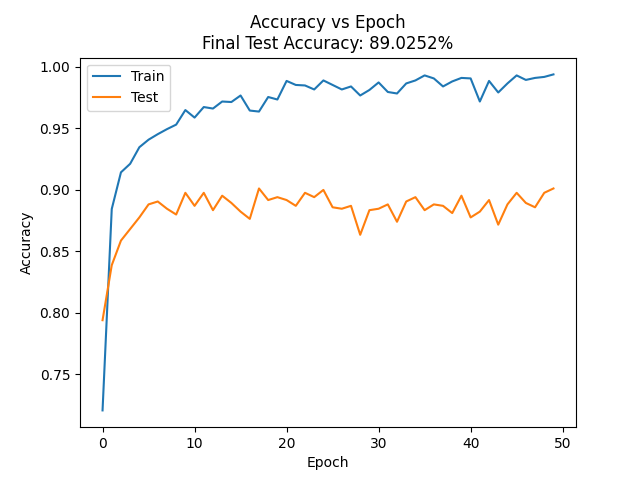 Accuracy vs Epoch
Final Test Accuracy: 89.0252%
Train
Test
Accuracy
1.00
0.95
0.90
0.85
0.80
0.75
0 10 20 30 40 50
Epoch